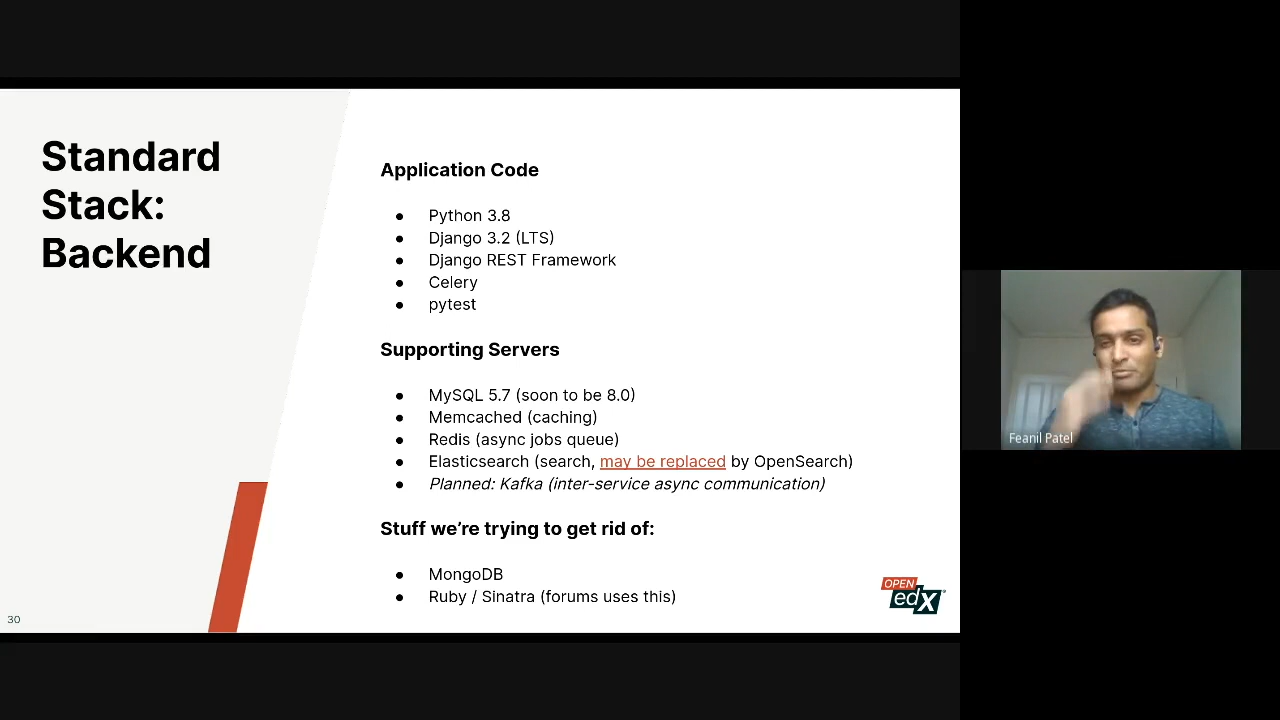 Standard
Stack:
Backend
Application Code
● Python 3.8
● Django 3.2 (LTS)
● Django REST Framework
● Celery
● pytest
Supporting Servers
● MySQL 5.7 (soon to be 8.0)
● Memcached (caching)
● Redis (async jobs queue)
● Elasticsearch (search, may be replaced by OpenSearch)
● Planned: Kafka (inter-service async communication)
Stuff we’re trying to get rid of:
● MongoDB
● Ruby / Sinatra (forums uses this)
30
OPEN
edX
Feanil Patel